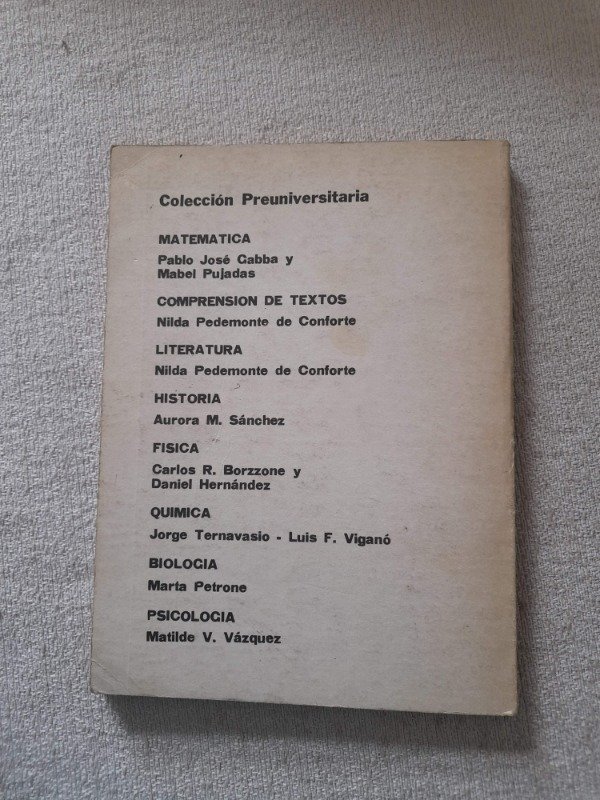 Colección Preuniversitaria
MATEMATICA
Pablo José Gabba y
Mabel Pujadas
COMPRENSION DE TEXTOS
Nilda Pedemonte de Conforte
LITERATURA
Nilda Pedemonte de Conforte
HISTORIA
Aurora M. Sánchez
FISICA
Carlos R. Borzzone y
Daniel Hernández
QUIMICA
Jorge Ternavasio - Luis F. Viganó
BIOLOGIA
Marta Petrone
PSICOLOGIA
Matilde V. Vázquez